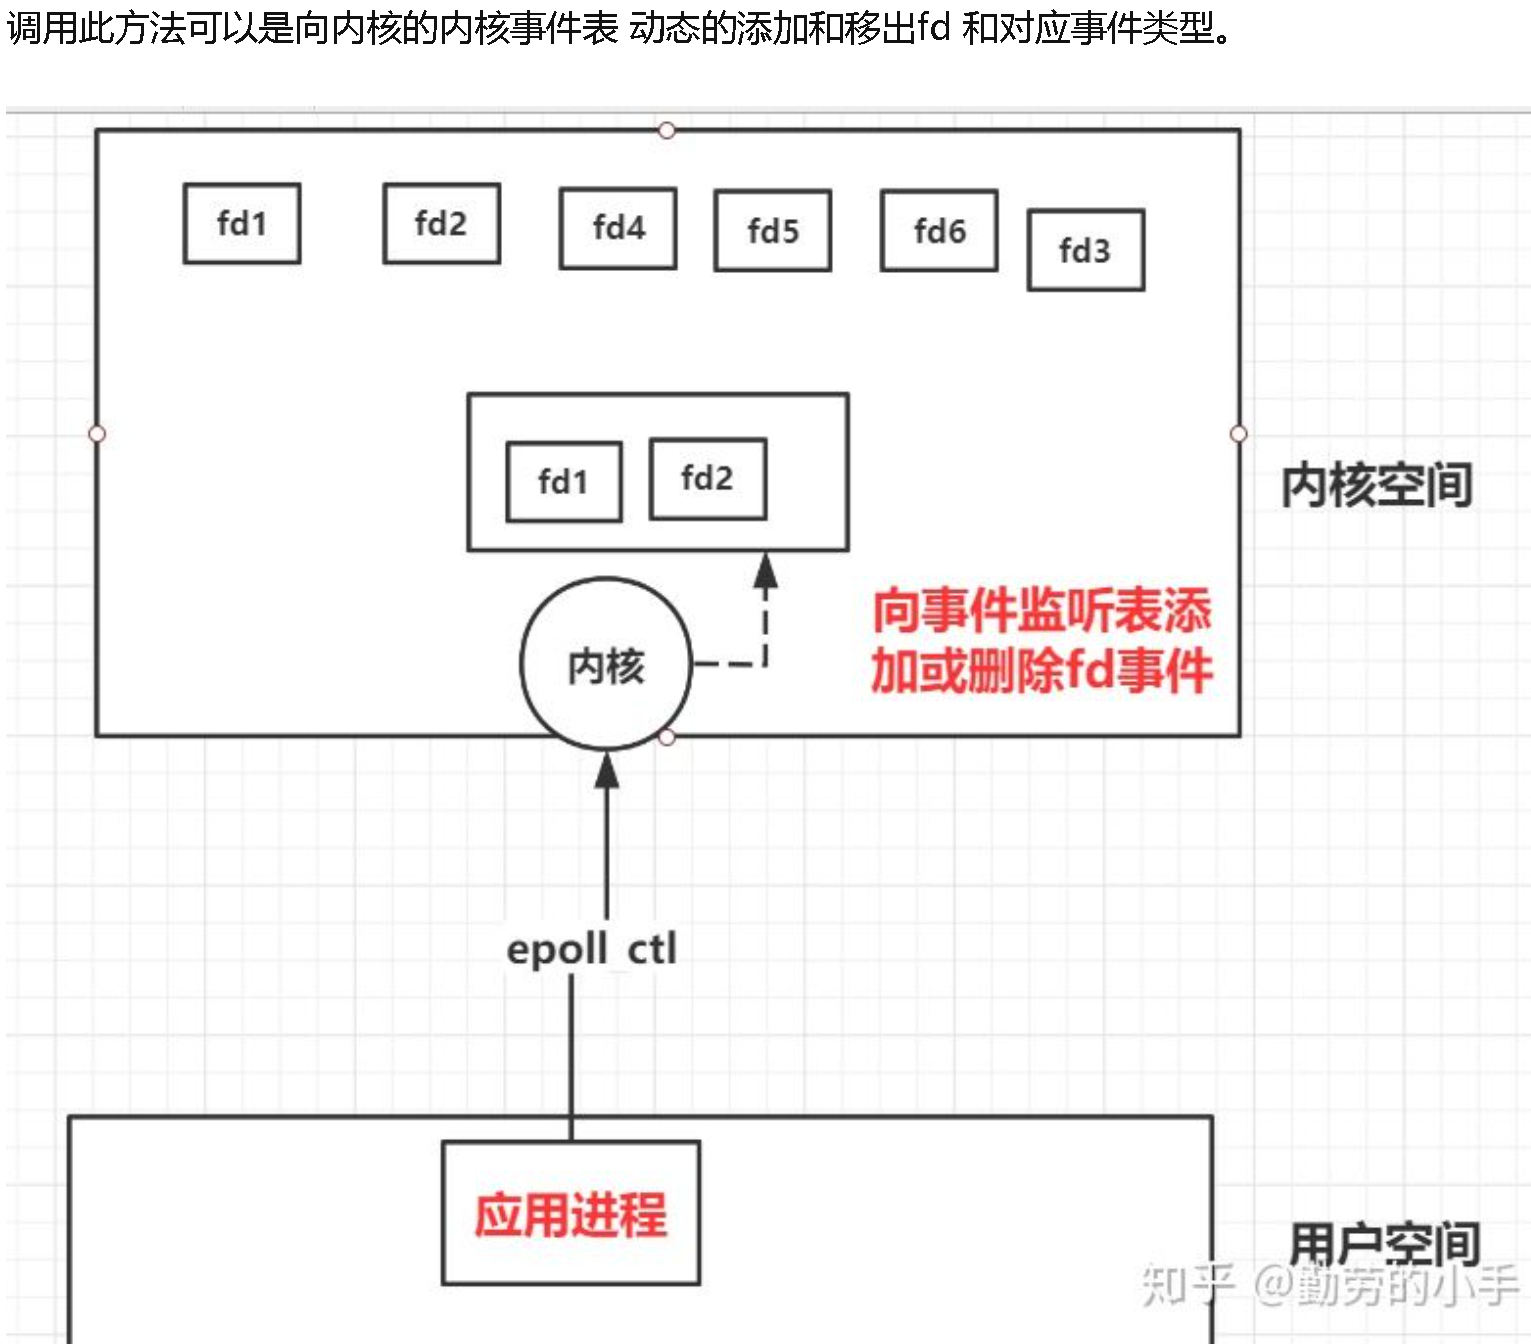 调用此方法可以是向内核的内核事件表 动态的添加和移出fd 和对应事件类型。
fd1
fd2
fd4
fd5
fd6
fd3
fd1
fd2
内核空间
向事件监听表添
加或删除fd事件
内核
epoll_ctl
应用进程
用户空间
知乎 @勤劳的小手